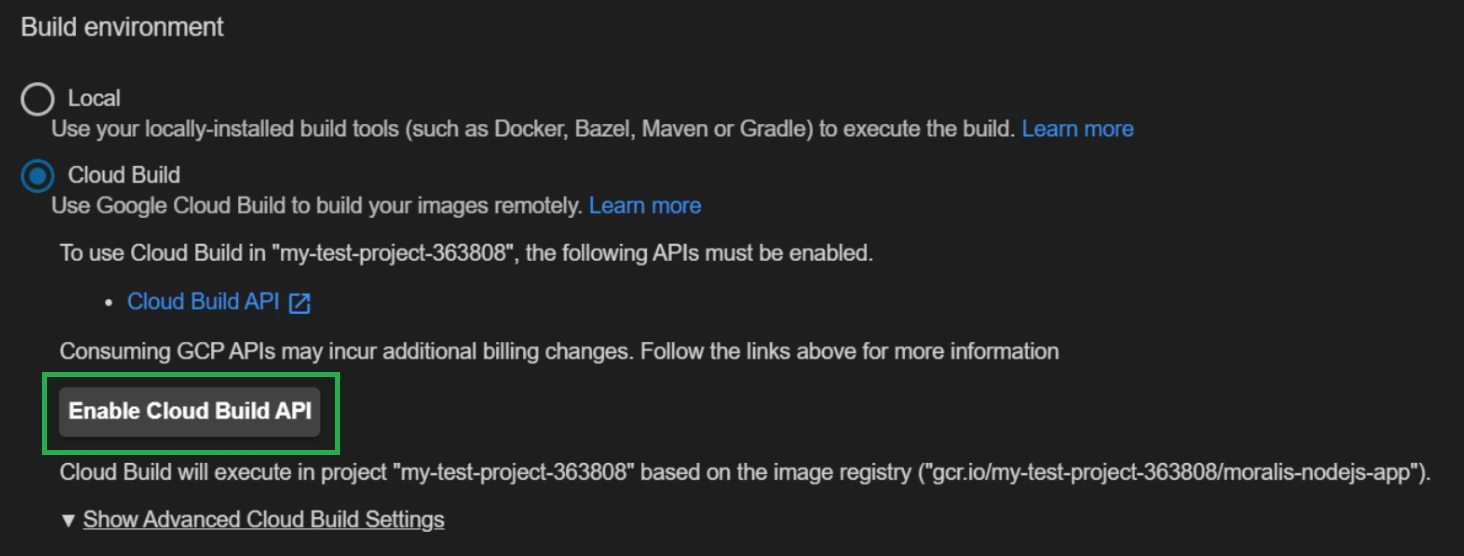 Build environment
Local
Use your locally-installed build tools (such as Docker, Bazel, Maven or Gradle) to execute the build. Learn more
Cloud Build
Use Google Cloud Build to build your images remotely. Learn more
To use Cloud Build in "my-test-project-363808", the following APIs must be enabled.
• Cloud Build API
Consuming GCP APIs may incur additional billing changes. Follow the links above for more information
Enable Cloud Build API
Cloud Build will execute in project "my-test-project-363808" based on the image registry ("gcr.io/my-test-project-363808/moralis-nodejs-app").
▼ Show Advanced Cloud Build Settings